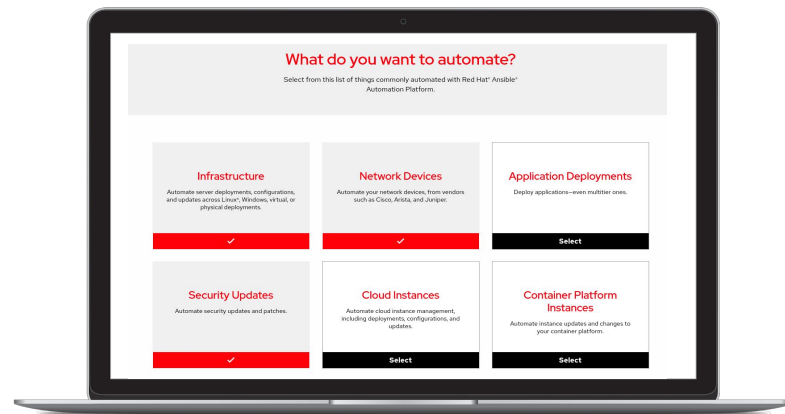 What do you want to automate?
Select from this list of things commonly automated with Red Hat® Ansible®
Automation Platform.
Infrastructure
Automate server deployments, configurations,
and updates across Linux®, Windows, virtual, or
physical deployments.
Network Devices
Automate your network devices, from vendors
such as Cisco, Arista, and Juniper.
Application Deployments
Deploy applications—even multitier ones.
Select
Security Updates
Automate security updates and patches.
Cloud Instances
Automate cloud instance management,
including deployments, configurations, and
updates.
Select
Container Platform
Instances
Automate instance updates and changes to
your container platform.
Select